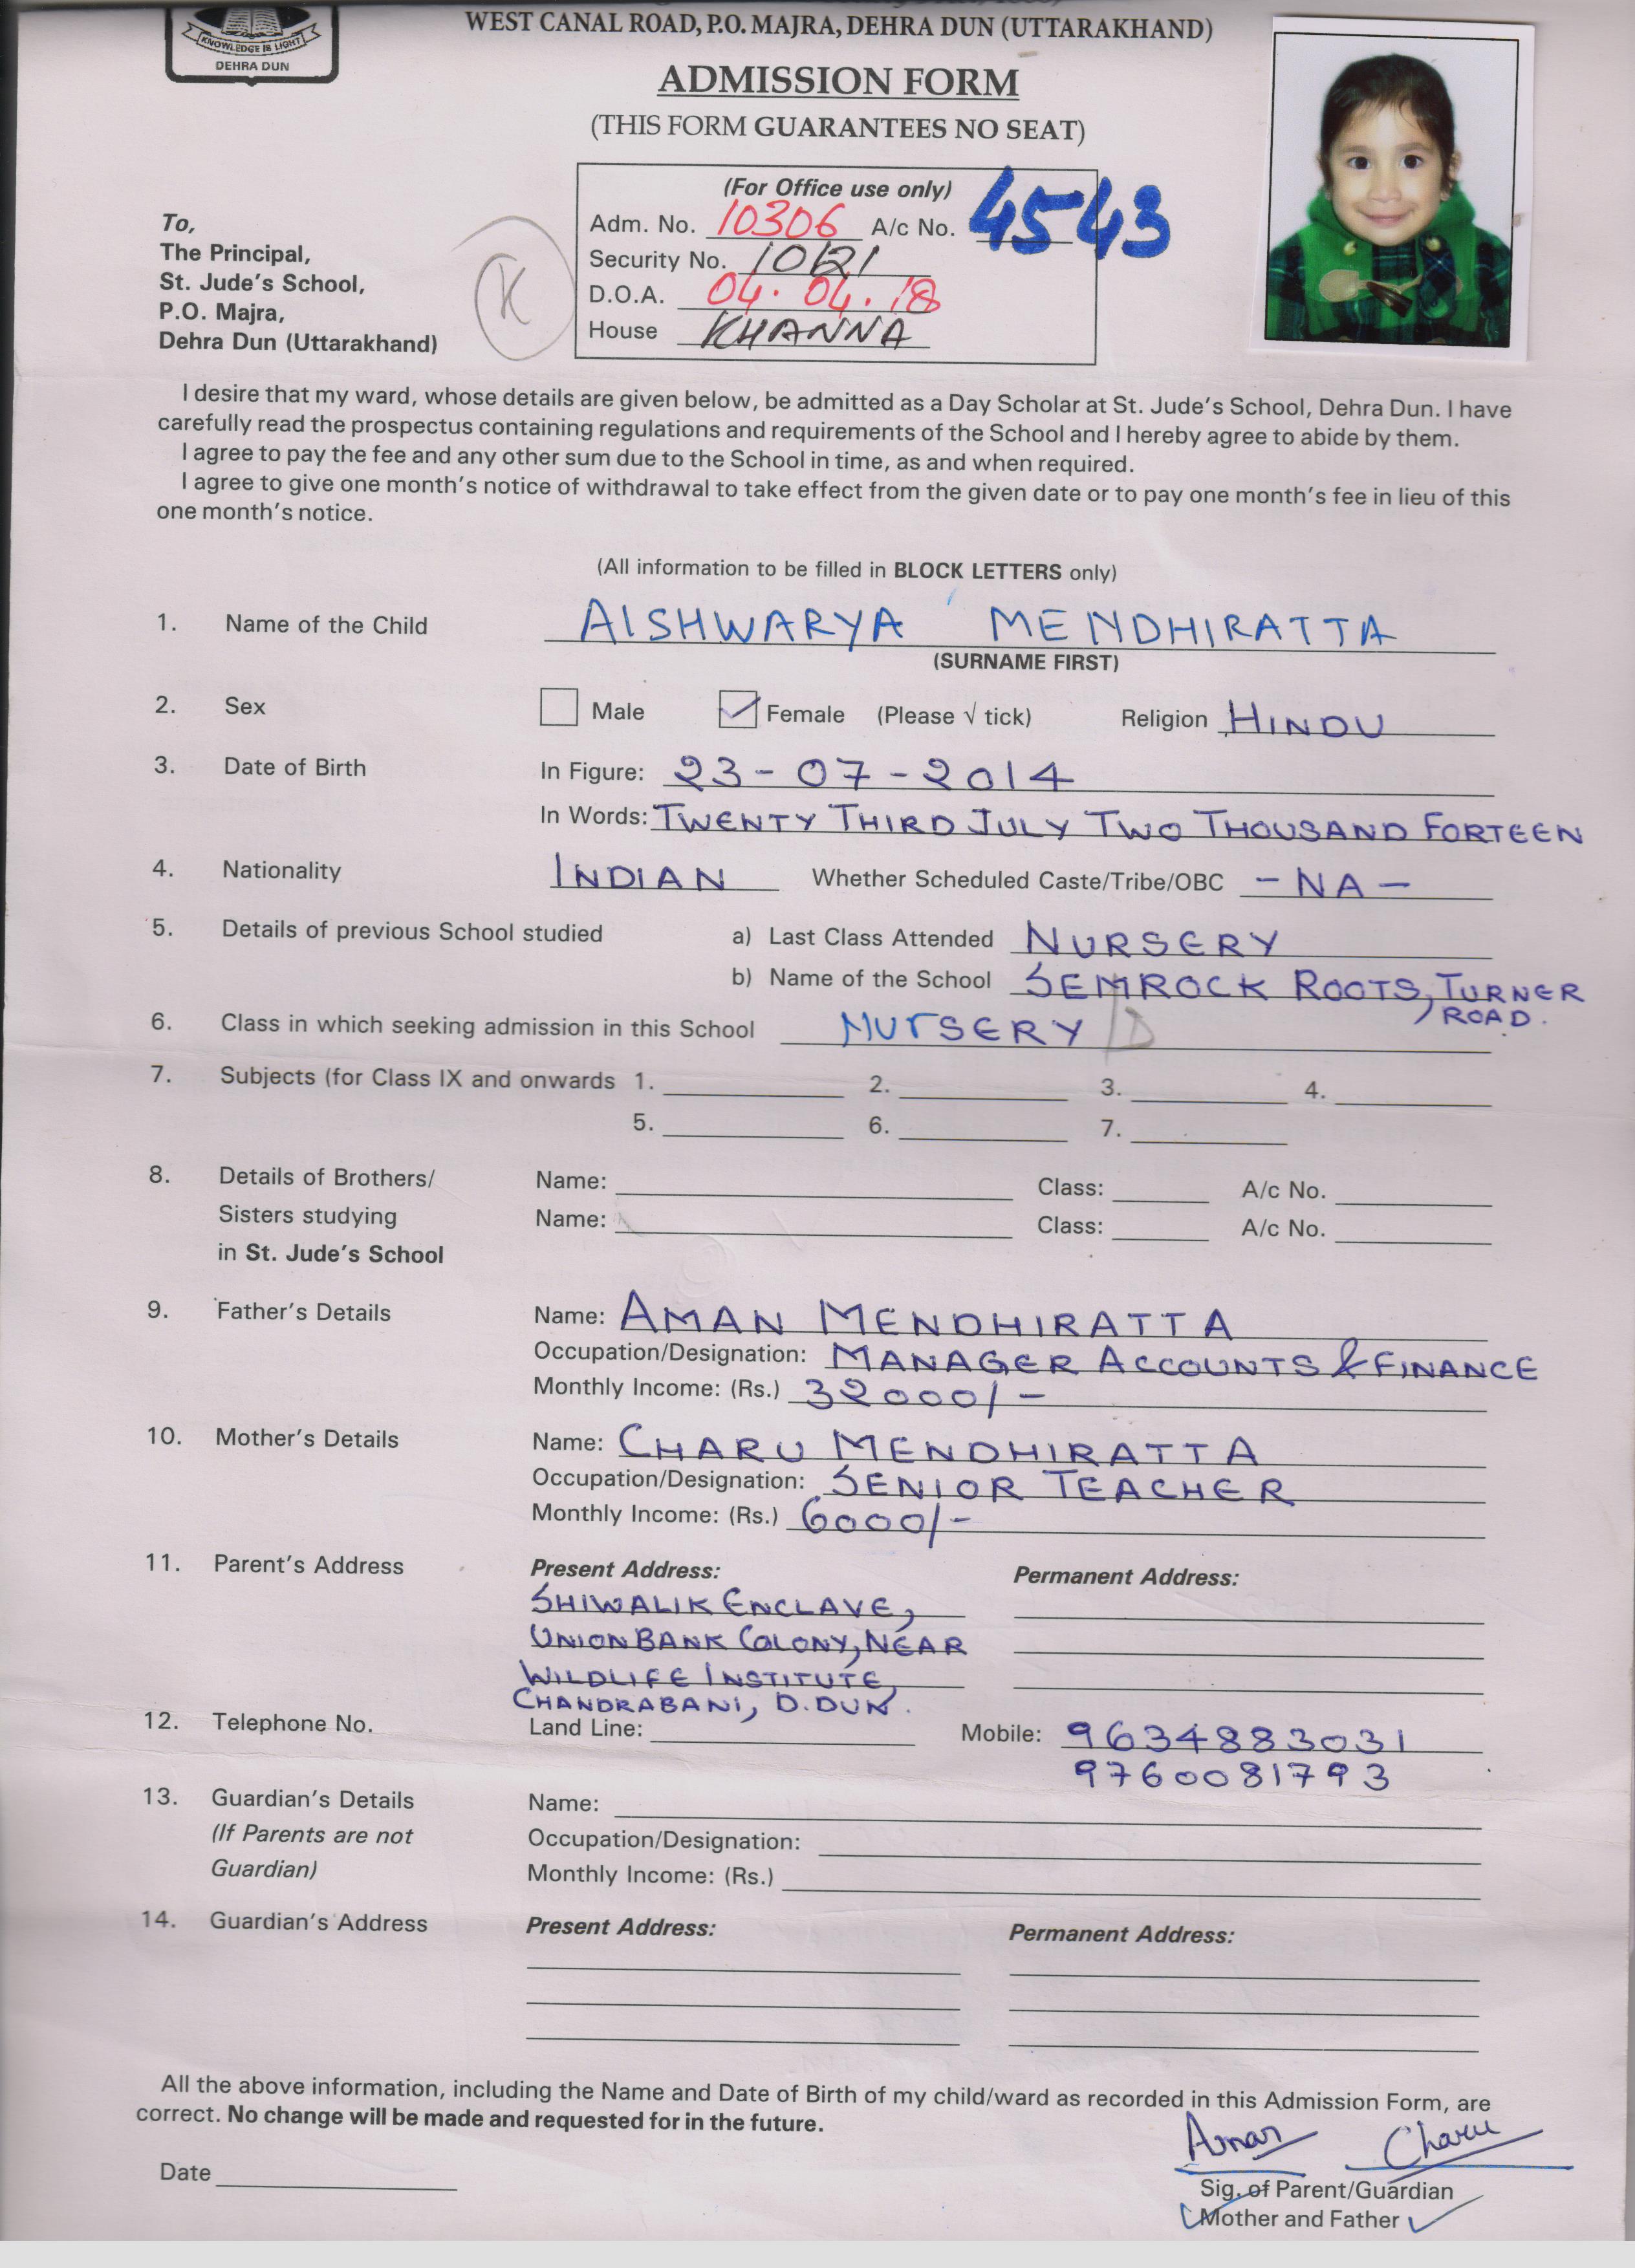 KNOWLEDGE IS LIGHT
DEHRA DUN
WEST CANAL ROAD, P.O. MAJRA, DEHRA DUN (UTTARAKHAND)
ADMISSION FORM
(THIS FORM GUARANTEES NO SEAT)
(For Office use only)
Adm. No. 10306 A/c No. 4543
Security No.
D.O.A. 04.04.18
House KHANNA
K
To,
The Principal,
St. Jude's School,
P.O. Majra,
Dehra Dun (Uttarakhand)
I desire that my ward, whose details are given below, be admitted as a Day Scholar at St. Jude's School, Dehra Dun. I have
carefully read the prospectus containing regulations and requirements of the School and I hereby agree to abide by them.
I agree to pay the fee and any other sum due to the School in time, as and when required.
I agree to give one month's notice of withdrawal to take effect from the given date or to pay one month's fee in lieu of this
one month's notice.
(All information to be filled in BLOCK LETTERS only)
1. Name of the Child AISHWARYA MENDHIRATTA
(SURNAME FIRST)
2. Sex Male Female (Please √ tick) Religion HINDU
3. Date of Birth In Figure: 23-07-2014
In Words: TWENTY THIRD JULY TWO THOUSAND FORTEEN
4. Nationality INDIAN Whether Scheduled Caste/Tribe/OBC -NA-
5. Details of previous School studied a) Last Class Attended NURSERY
b) Name of the School SEMROCK ROOTS, TURNER
ROAD.
6. Class in which seeking admission in this School NURSERY/D
7. Subjects (for Class IX and onwards 1. 2. 3. 4.
5. 6. 7.
8. Details of Brothers/ Name: Class: A/c No.
Sisters studying Name: Class: A/c No.
in St. Jude's School
9. Father's Details Name: AMAN MENDHIRATTA
Occupation/Designation: MANAGER ACCOUNTS & FINANCE
Monthly Income: (Rs.) 32000/-
10. Mother's Details Name: CHARU MENDHIRATTA
Occupation/Designation: SENIOR TEACHER
Monthly Income: (Rs.) 6000/-
11. Parent's Address Present Address: Permanent Address:
SHIWALIK ENCLAVE,
UNION BANK COLONY, NEAR
WILDLIFE INSTITUTE,
CHANDRABANI, D.DUN.
12. Telephone No. Land Line: Mobile: 9634883031
9760081793
13. Guardian's Details Name:
(If Parents are not Occupation/Designation:
Guardian) Monthly Income: (Rs.)
14. Guardian's Address Present Address: Permanent Address:
All the above information, including the Name and Date of Birth of my child/ward as recorded in this Admission Form, are
correct. No change will be made and requested for in the future.
Aman Charu
Date
Sig. of Parent/Guardian
Mother and Father